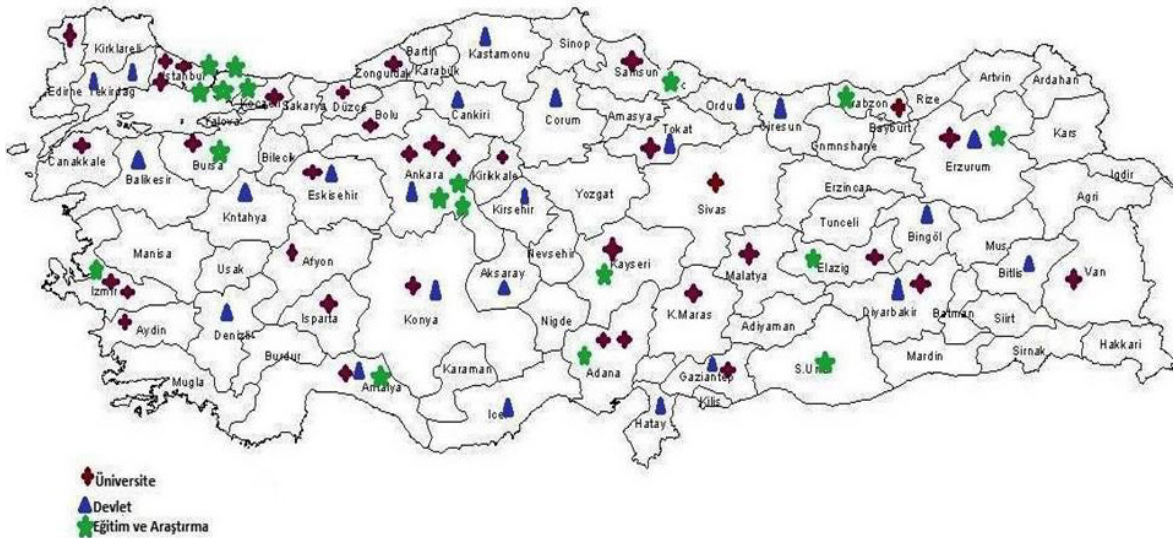 Kirklareli
Edirne
Tekirdag
Istanbul
Kocaeli
Yalova
Sakarya
Düzce
Zonguldak
Bartin
Karabük
Kastamonu
Sinop
Samsun
Ordu
Giresun
Trabzon
Rize
Artvin
Ardahan
Canakkale
Balikesir
Bursa
Bilecik
Bolu
Cankiri
Corum
Amasya
Tokat
Gnmnshane
Bayburt
Erzurum
Kars
Igdir
Agri
Kntahya
Eskisehir
Ankara
Kirikkale
Kirsehir
Yozgat
Sivas
Erzincan
Tunceli
Bingöl
Mus
Bitlis
Van
Manisa
Izmir
Usak
Afyon
Aksaray
Nevsehir
Kayseri
Malatya
Elazig
Diyarbakir
Batman
Siirt
Aydin
Denizli
Isparta
Konya
Nigde
K.Maras
Adiyaman
Mardin
Sirnak
Hakkari
Mugla
Burdur
Antalya
Karaman
Icel
Adana
Gaziantep
Kilis
Hatay
Üniversite
Devlet
Eğitim ve Araştırma